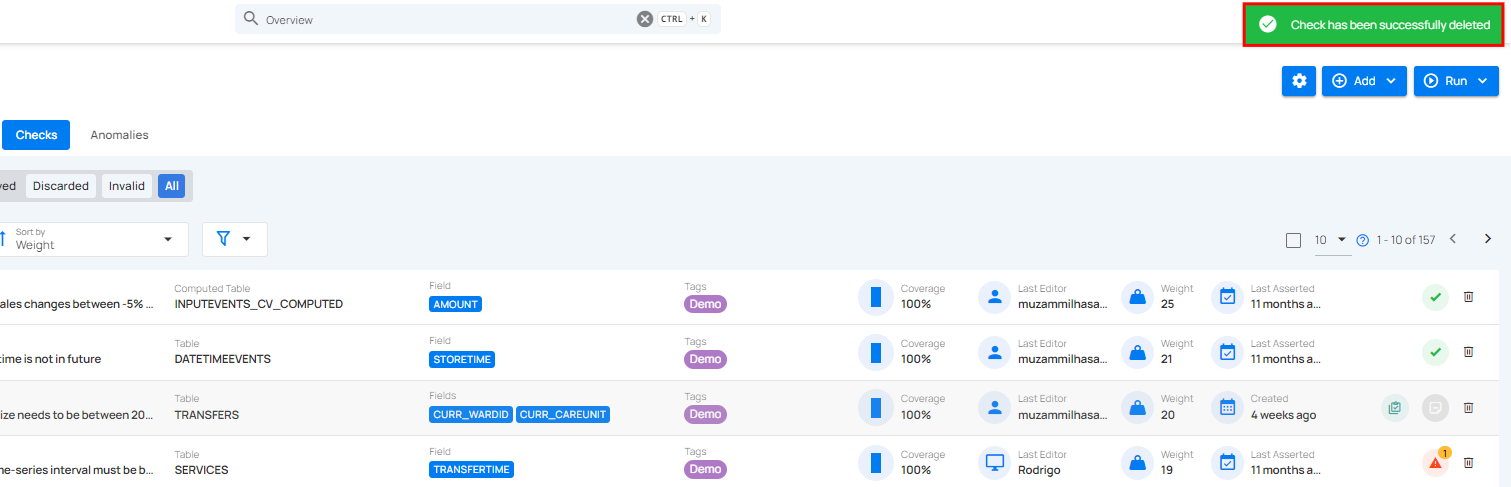 Overview
CTRL + K
Check has been successfully deleted
Add
Run
Checks
Anomalies
ved
Discarded
Invalid
All
Sort by
Weight
10
1 - 10 of 157
ales changes between -5% ...
Computed Table
INPUTEVENTS_CV_COMPUTED
Field
AMOUNT
Tags
Demo
Coverage
100%
Last Editor
muzammilhasa...
Weight
25
Last Asserted
11 months a...
time is not in future
Table
DATETIMEEVENTS
Field
STORETIME
Tags
Demo
Coverage
100%
Last Editor
muzammilhasa...
Weight
21
Last Asserted
11 months a...
ize needs to be between 20...
Table
TRANSFERS
Fields
CURR_WARDID CURR_CAREUNIT
Tags
Demo
Coverage
100%
Last Editor
muzammilhasa...
Weight
20
Created
4 weeks ago
me-series interval must be b...
Table
SERVICES
Field
TRANSFERTIME
Tags
Demo
Coverage
100%
Last Editor
Rodrigo
Weight
19
Last Asserted
11 months a...
1